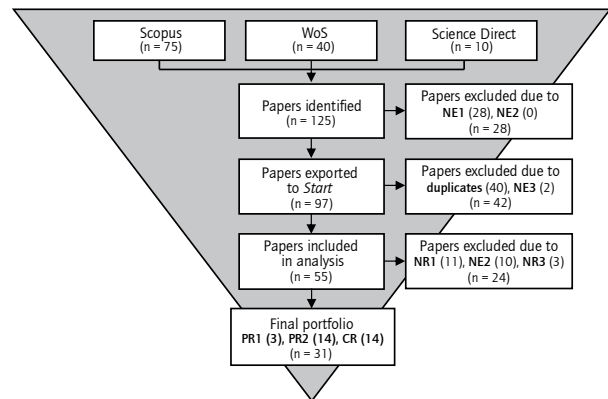 Scopus
(n = 75)
WoS
(n = 40)
Science Direct
(n = 10)
Papers identified
(n = 125)
Papers excluded due to
NE1 (28), NE2 (0)
n = 28)
Papers exported
to Start
(n = 97)
Papers excluded due to
duplicates (40), NE3 (2)
(n = 42)
Papers included
in analysis
(n = 55)
Papers excluded due to
NR1 (11), NE2 (10), NR3 (3)
(n = 24)
Final portfolio
PR1 (3), PR2 (14), CR (14)
(n = 31)